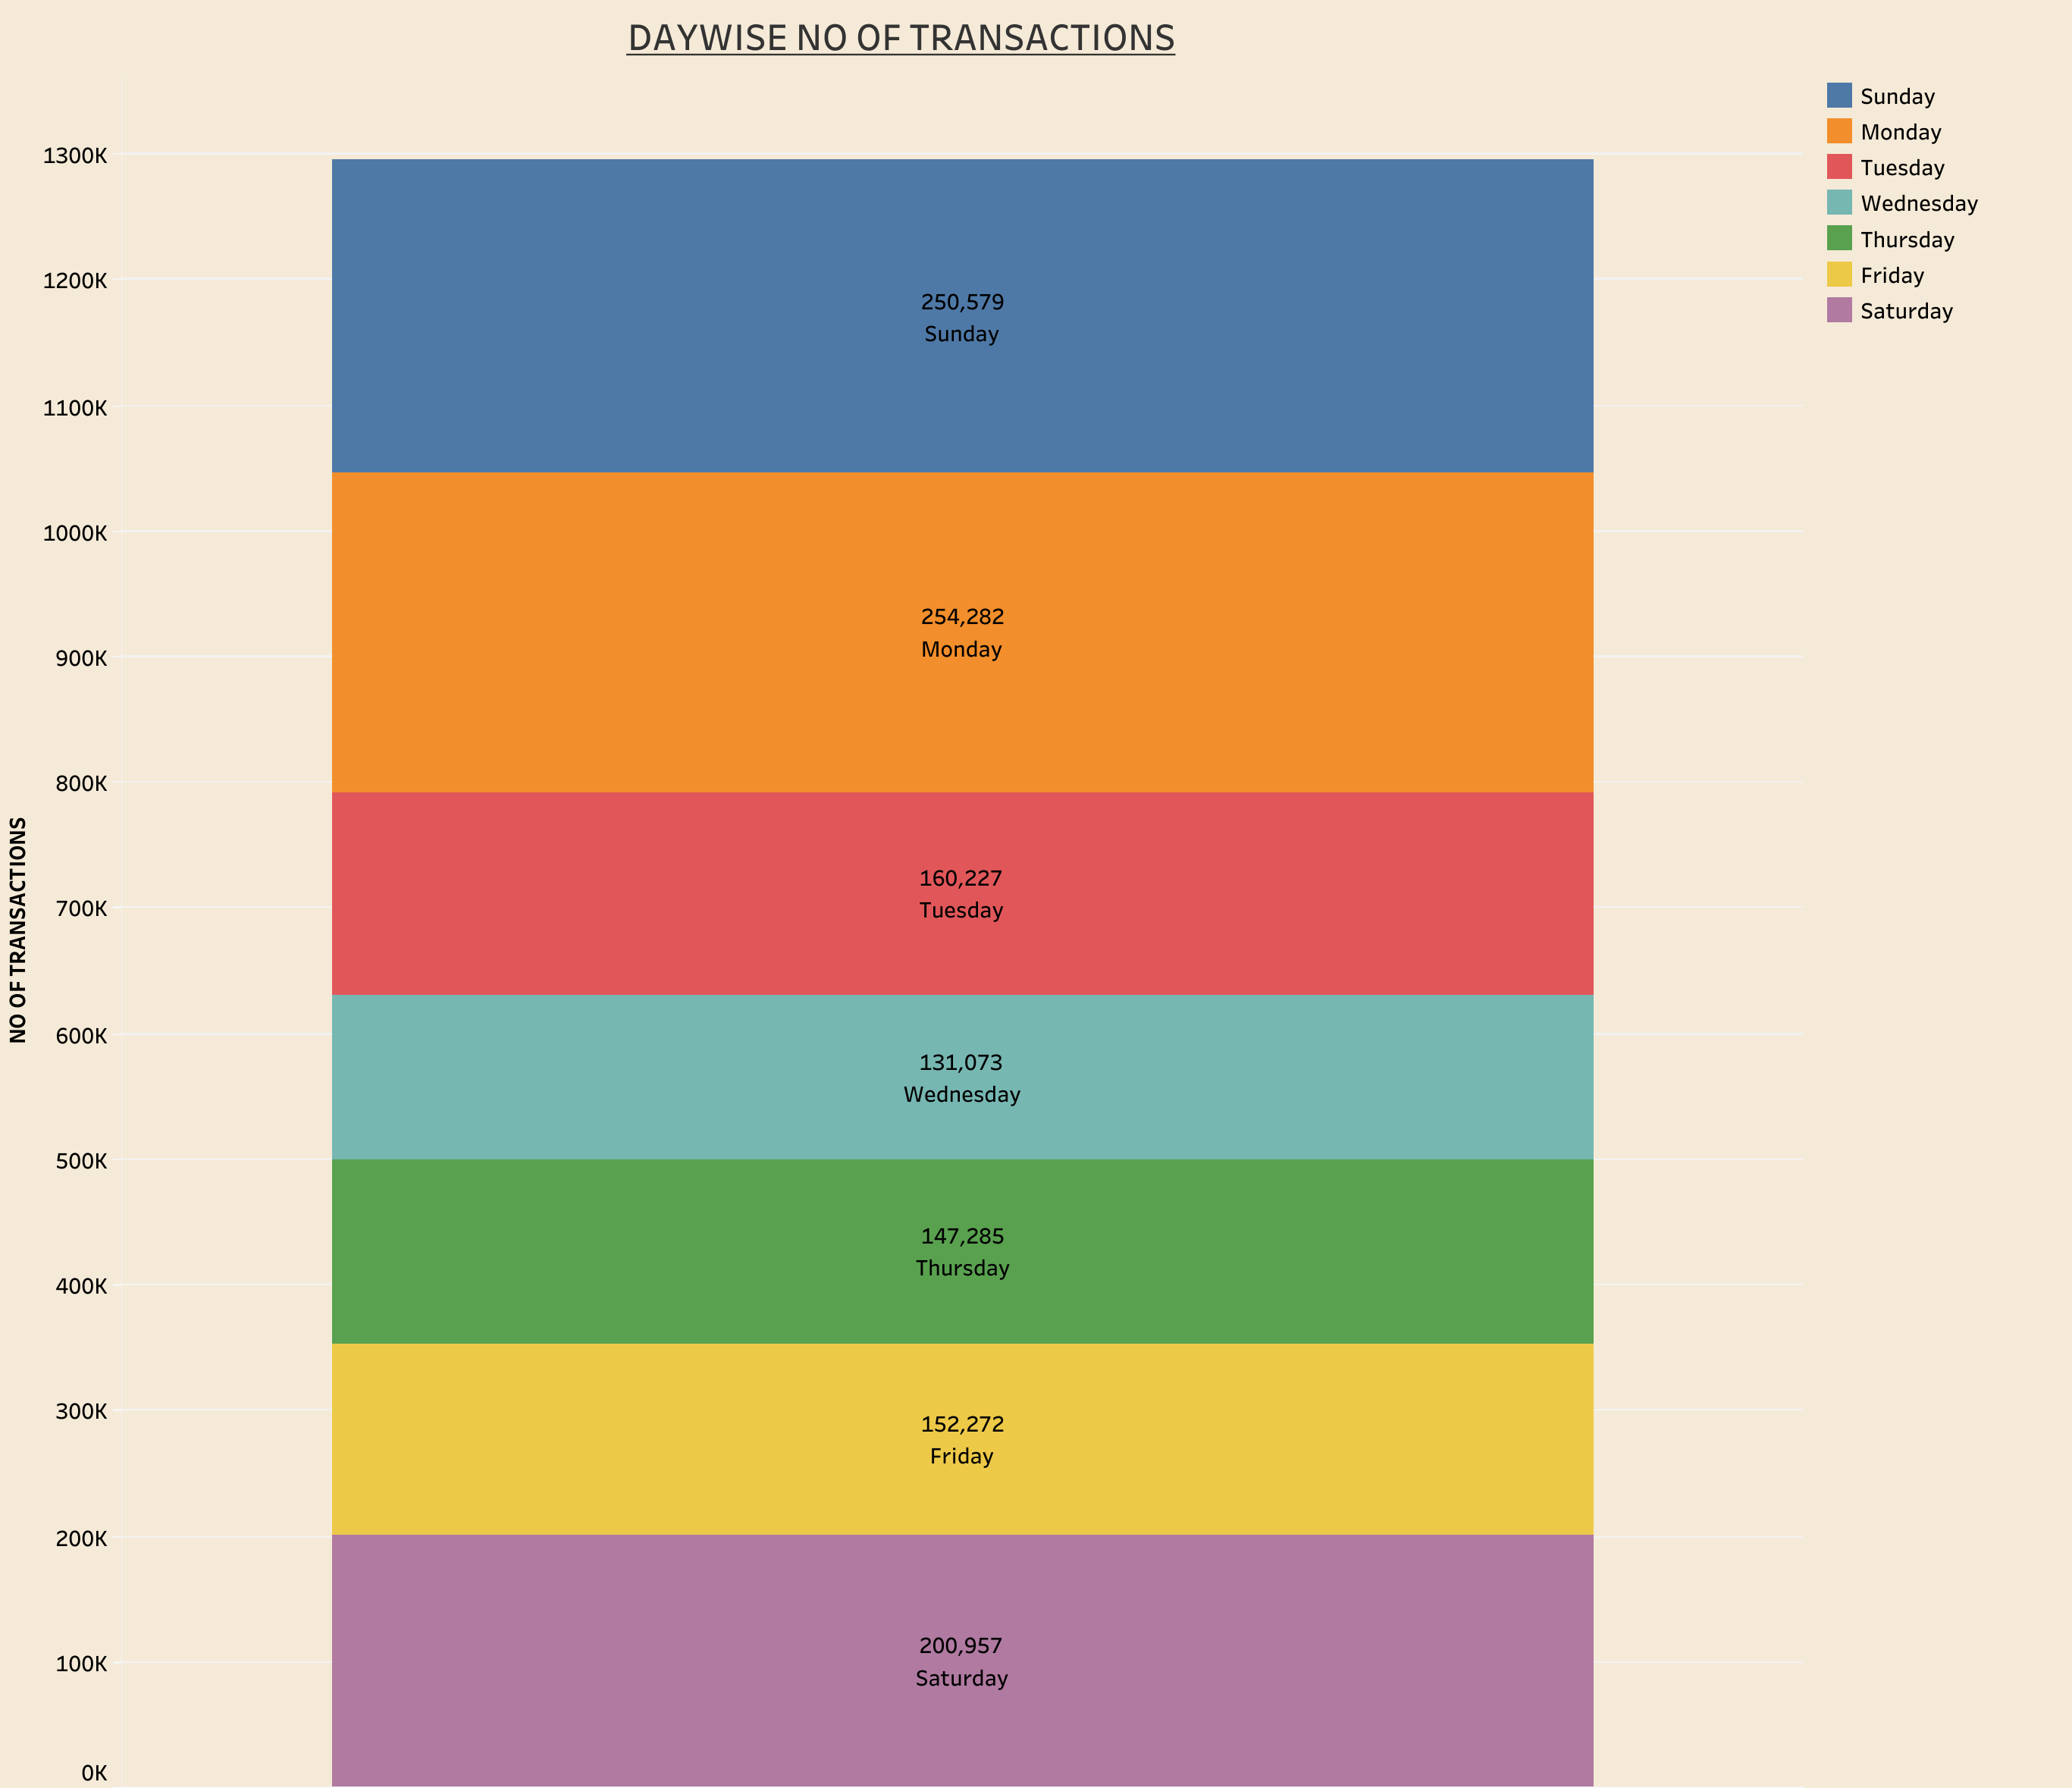 DAYWISE NO OF TRANSACTIONS
Sunday
Monday
Tuesday
Wednesday
Thursday
Friday
Saturday
NO OF TRANSACTIONS
1300K
1200K
1100K
1000K
900K
800K
700K
600K
500K
400K
300K
200K
100K
0K
250,579
Sunday
254,282
Monday
160,227
Tuesday
131,073
Wednesday
147,285
Thursday
152,272
Friday
200,957
Saturday